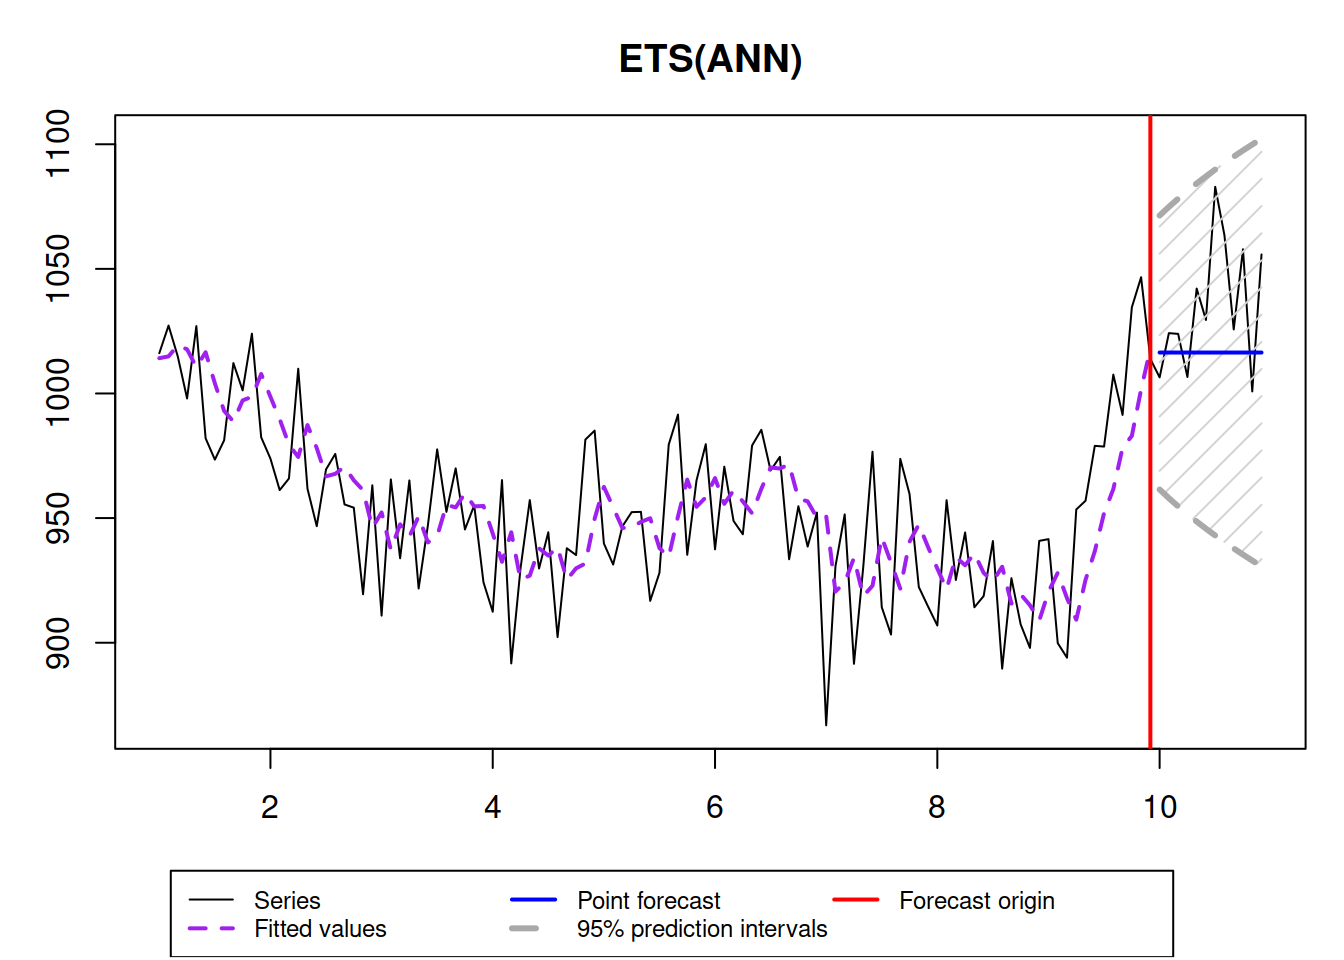 ETS(ANN)
1100
1050
1000
950
900
2 4 6 8 10
Series Point forecast Forecast origin
Fitted values 95% prediction intervals